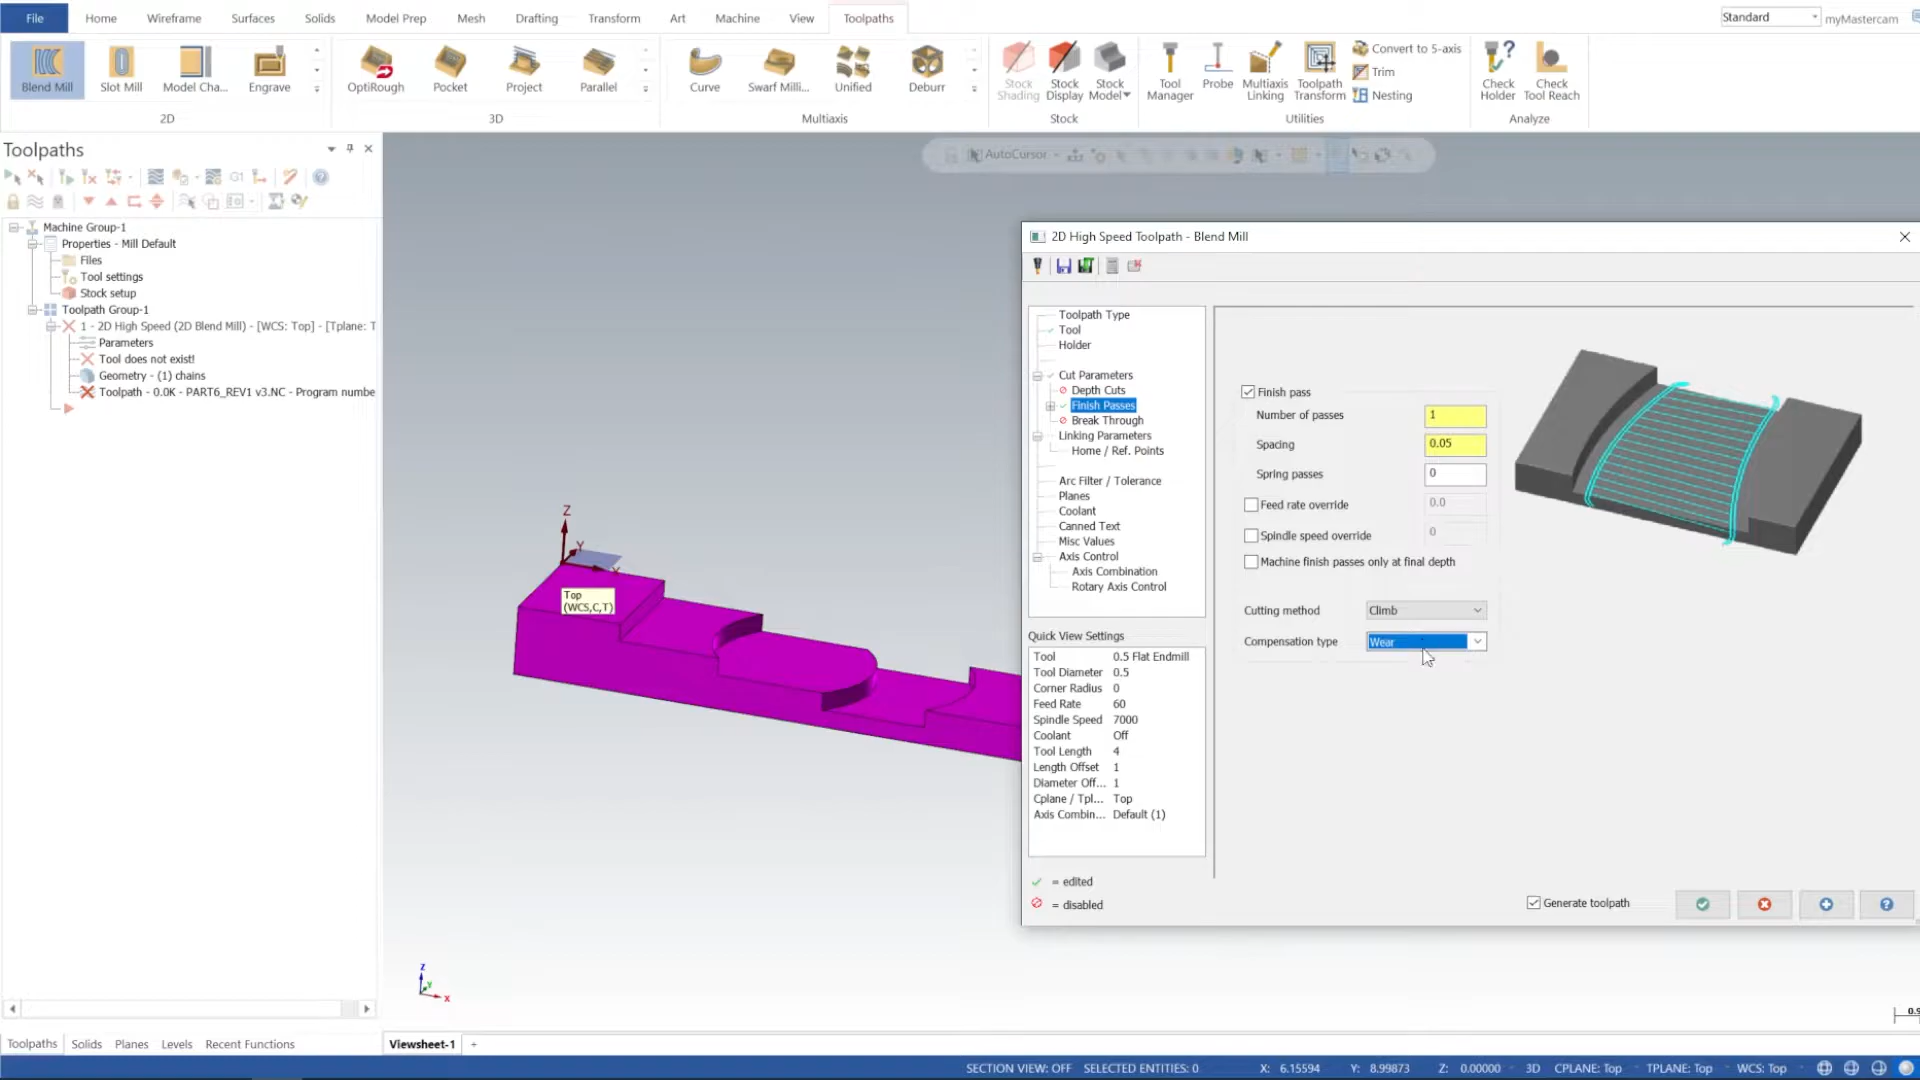 File Home Wireframe Surfaces Solids Model Prep Mesh Drafting Transform Art Machine View Toolpaths
Standard myMastercam
Blend Mill Slot Mill Model Cha... Engrave
2D
OptiRough Pocket Project Parallel
3D
Curve Swarf Milli... Unified Deburr
Multiaxis
Stock Shading Stock Display Stock Model
Stock
Tool Manager Probe Multiaxis Linking Toolpath Transform
Convert to 5-axis
Trim
Nesting
Utilities
Check Holder Check Tool Reach
Analyze
Toolpaths
G1
AutoCursor
Machine Group-1
Properties - Mill Default
Files
Tool settings
Stock setup
Toolpath Group-1
1 - 2D High Speed (2D Blend Mill) - [WCS: Top] - [Tplane: T
Parameters
Tool does not exist!
Geometry - (1) chains
Toolpath - 0.0K - PART6_REV1 v3.NC - Program numbe
Z
Y
X
Top
(WCS,C,T)
2D High Speed Toolpath - Blend Mill
Toolpath Type
Tool
Holder
Cut Parameters
Depth Cuts
Finish Passes
Break Through
Linking Parameters
Home / Ref. Points
Arc Filter / Tolerance
Planes
Coolant
Canned Text
Misc Values
Axis Control
Axis Combination
Rotary Axis Control
Quick View Settings
Tool 0.5 Flat Endmill
Tool Diameter 0.5
Corner Radius 0
Feed Rate 60
Spindle Speed 7000
Coolant Off
Tool Length 4
Length Offset 1
Diameter Off... 1
Cplane / Tpl... Top
Axis Combin... Default (1)
= edited
= disabled
Finish pass
Number of passes 1
Spacing 0.05
Spring passes 0
Feed rate override 0.0
Spindle speed override 0
Machine finish passes only at final depth
Cutting method Climb
Compensation type Wear
Generate toolpath
Z
Y
X
0.9
Toolpaths Solids Planes Levels Recent Functions
Viewsheet-1 +
SECTION VIEW: OFF SELECTED ENTITIES: 0 X: 6.15594 Y: 8.99873 Z: 0.00000 3D CPLANE: Top TPLANE: Top WCS: Top